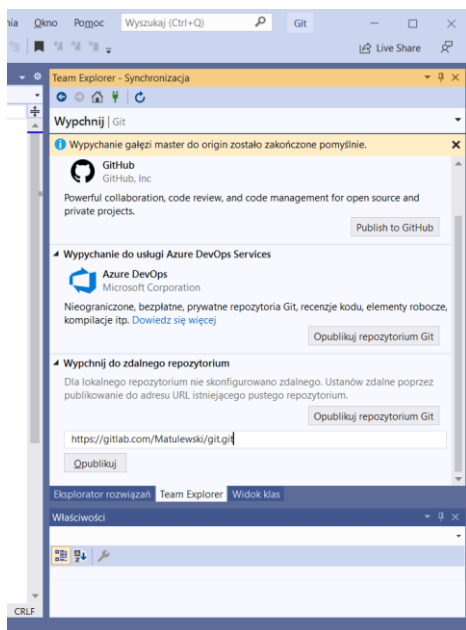 nia Okno Pomoc Wyszukaj (Ctrl+Q) Git
Live Share
Team Explorer - Synchronizacja
Wypchnij | Git
Wypychanie gałęzi master do origin zostało zakończone pomyślnie.
GitHub
GitHub, Inc
Powerful collaboration, code review, and code management for open source and
private projects.
Publish to GitHub
Wypychanie do usługi Azure DevOps Services
Azure DevOps
Microsoft Corporation
Nieograniczone, bezpłatne, prywatne repozytoria Git, recenzje kodu, elementy robocze,
kompilacje itp. Dowiedz się więcej
Opublikuj repozytorium Git
Wypchnij do zdalnego repozytorium
Dla lokalnego repozytorium nie skonfigurowano zdalnego. Ustanów zdalne poprzez
publikowanie do adresu URL istniejącego pustego repozytorium.
Opublikuj repozytorium Git
https://gitlab.com/Matulewski/git.git
Opublikuj
Eksplorator rozwiązań Team Explorer Widok klas
Właściwości
CRLF